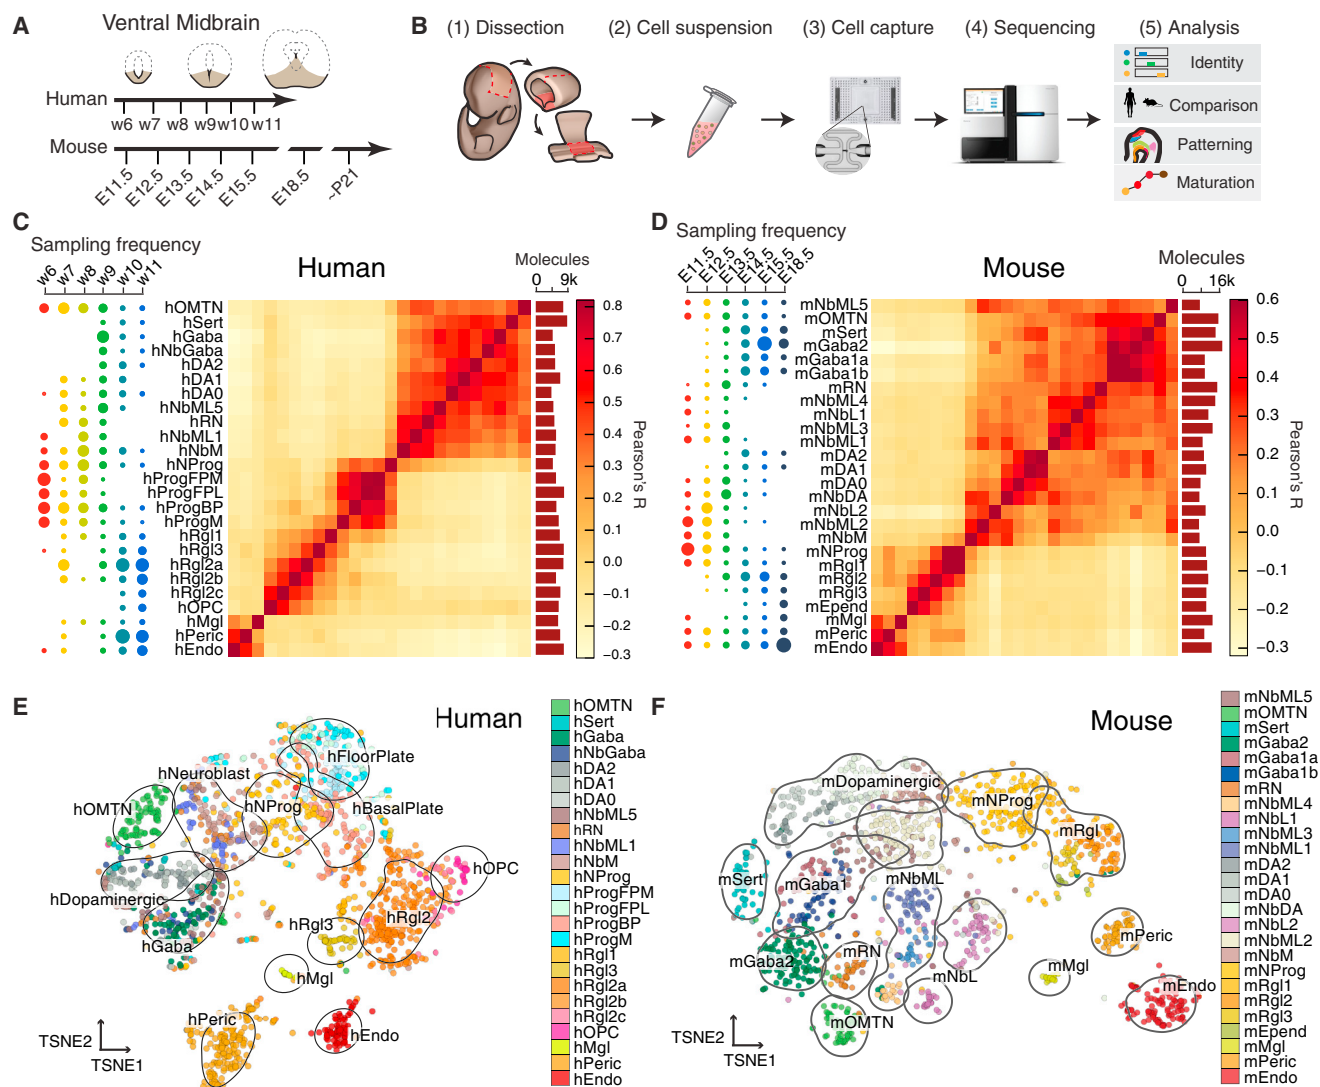 A
Ventral Midbrain
Human
w6 w7 w8 w9 w10 w11
Mouse
E11.5 E12.5 E13.5 E14.5 E15.5 E18.5 ~P21
B
(1) Dissection (2) Cell suspension (3) Cell capture (4) Sequencing (5) Analysis
Identity
Comparison
Patterning
Maturation
C
Sampling frequency
w6 w7 w8 w9 w10 w11
Human
Molecules
0 9k
hOMTN
hSert
hGaba
hNbGaba
hDA2
hDA1
hDA0
hNbML5
hRN
hNbML1
hNbM
hNProg
hProgFPM
hProgFPL
hProgBP
hProgM
hRgl1
hRgl3
hRgl2a
hRgl2b
hRgl2c
hOPC
hMgl
hPeric
hEndo
0.8
0.7
0.6
0.5
0.4
0.3
0.2
0.1
0.0
−0.1
−0.2
−0.3
Pearson's R
D
Sampling frequency
E11.5 E12.5 E13.5 E14.5 E15.5 E18.5
Mouse
Molecules
0 16k
mNbML5
mOMTN
mSert
mGaba2
mGaba1a
mGaba1b
mRN
mNbML4
mNbL1
mNbML3
mNbML1
mDA2
mDA1
mDA0
mNbDA
mNbL2
mNbML2
mNbM
mNProg
mRgl1
mRgl2
mRgl3
mEpend
mMgl
mPeric
mEndo
0.6
0.5
0.4
0.3
0.2
0.1
0.0
−0.1
−0.2
−0.3
Pearson's R
E
Human
hFloorPlate
hNeuroblast
hNProg
hBasalPlate
hOMTN
hOPC
hDopaminergic
hRgl3
hRgl2
hGaba
hMgl
hPeric
hEndo
TSNE2
TSNE1
hOMTN
hSert
hGaba
hNbGaba
hDA2
hDA1
hDA0
hNbML5
hRN
hNbML1
hNbM
hNProg
hProgFPM
hProgFPL
hProgBP
hProgM
hRgl1
hRgl3
hRgl2a
hRgl2b
hRgl2c
hOPC
hMgl
hPeric
hEndo
F
Mouse
mDopaminergic
mNProg
mRgl
mSert
mGaba1
mNbML
mPeric
mGaba2
mRN
mNbL
mMgl
mEndo
mOMTN
TSNE2
TSNE1
mNbML5
mOMTN
mSert
mGaba2
mGaba1a
mGaba1b
mRN
mNbML4
mNbL1
mNbML3
mNbML1
mDA2
mDA1
mDA0
mNbDA
mNbL2
mNbML2
mNbM
mNProg
mRgl1
mRgl2
mRgl3
mEpend
mMgl
mPeric
mEndo